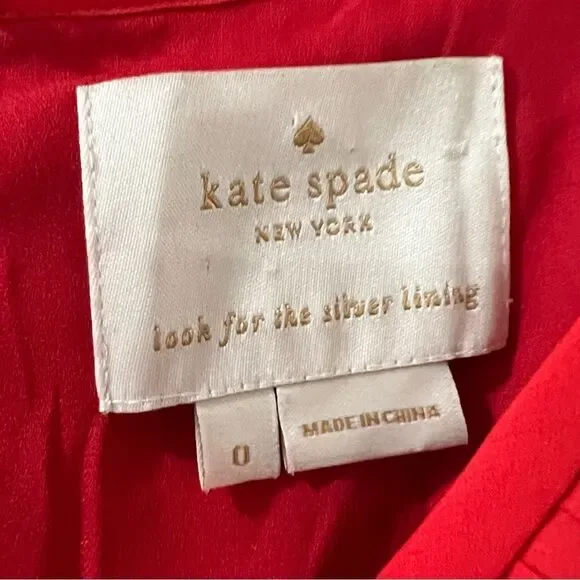 kate spade
NEW YORK
look for the silver lining
0
MADE IN CHINA